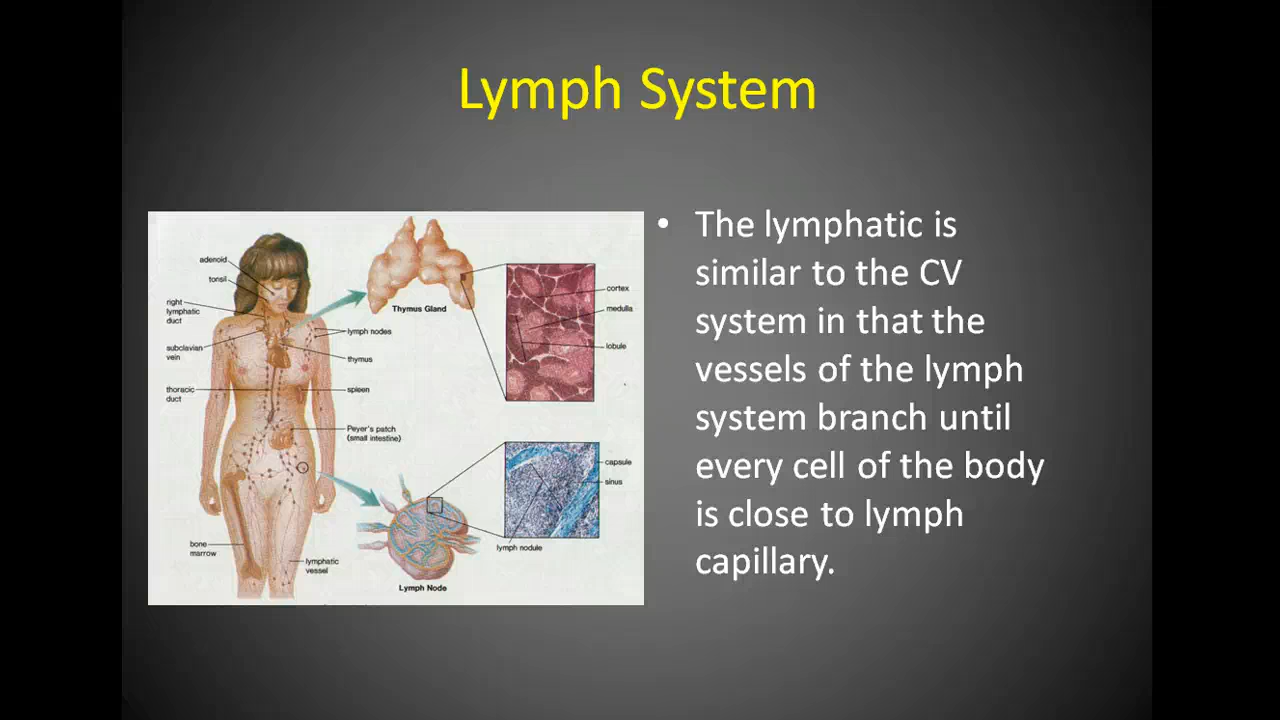 Lymph System
adenoid
tonsil
right
lymphatic
duct
subclavian
vein
thoracic
duct
bone
marrow
lymph nodes
thymus
spleen
Peyer's patch
(small intestine)
lymphatic
vessel
Thymus Gland
cortex
medulla
lobule
capsule
sinus
lymph nodule
Lymph Node
• The lymphatic is
similar to the CV
system in that the
vessels of the lymph
system branch until
every cell of the body
is close to lymph
capillary.